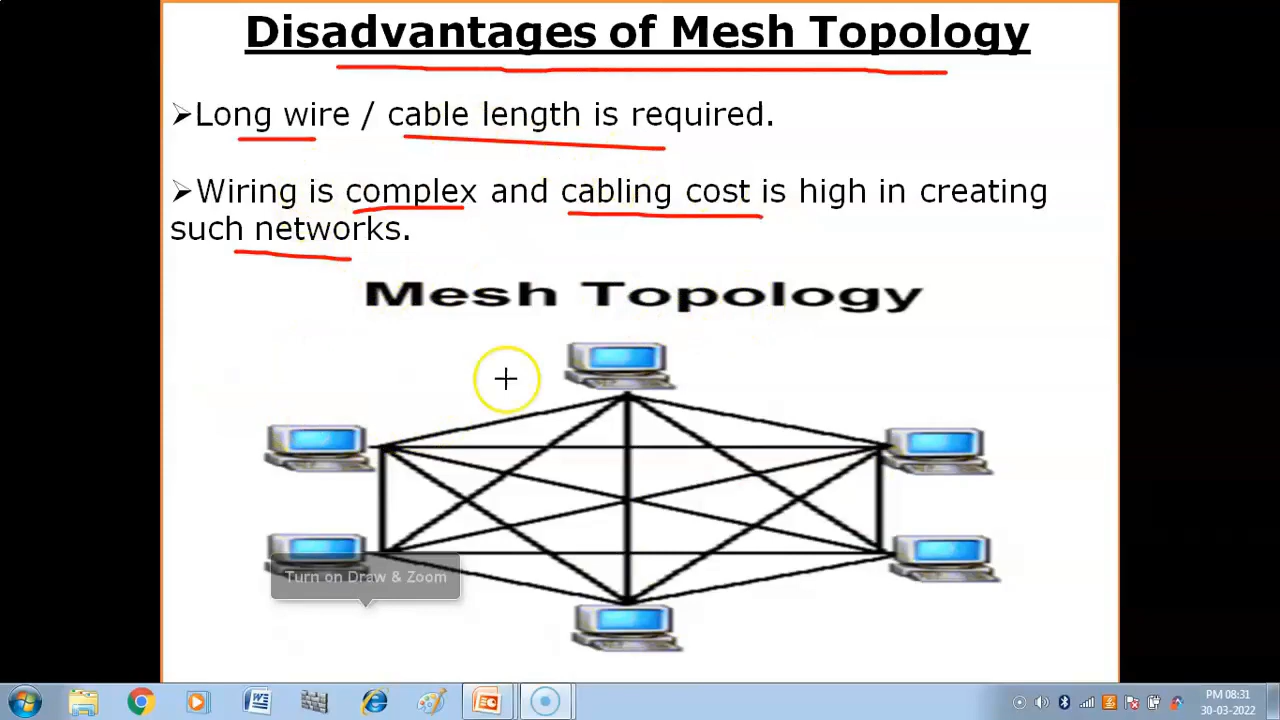 Disadvantages of Mesh Topology
➢Long wire / cable length is required.
➢Wiring is complex and cabling cost is high in creating
such networks.
Mesh Topology
Turn on Draw & Zoom
PM 08:31
30-03-2022